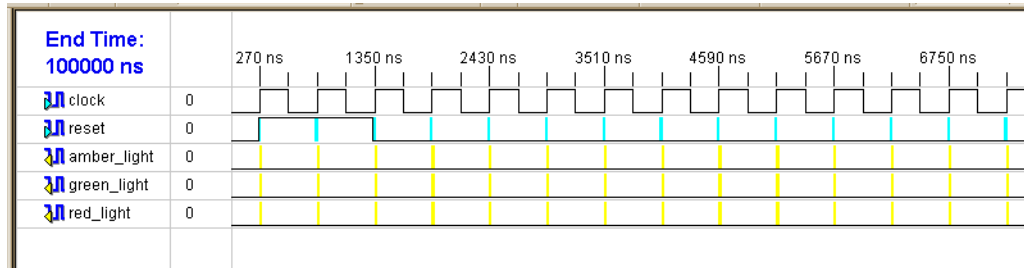 End Time:
100000 ns
270 ns 1350 ns 2430 ns 3510 ns 4590 ns 5670 ns 6750 ns
clock 0
reset 0
amber_light 0
green_light 0
red_light 0